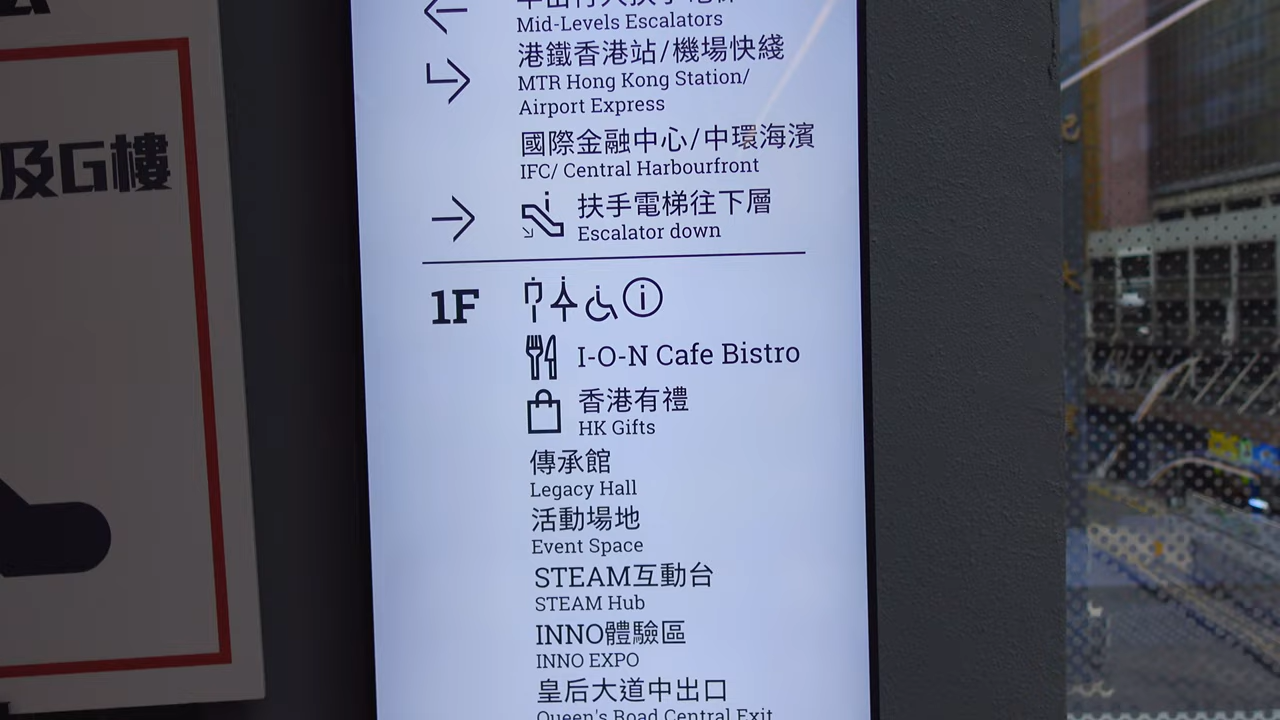 及G樓
Mid-Levels Escalators
港鐵香港站/機場快綫
MTR Hong Kong Station/
Airport Express
國際金融中心/中環海濱
IFC/ Central Harbourfront
扶手電梯往下層
Escalator down
1F
I-O-N Cafe Bistro
香港有禮
HK Gifts
傳承館
Legacy Hall
活動場地
Event Space
STEAM互動台
STEAM Hub
INNO體驗區
INNO EXPO
皇后大道中出口
Queen's Road Central Exit